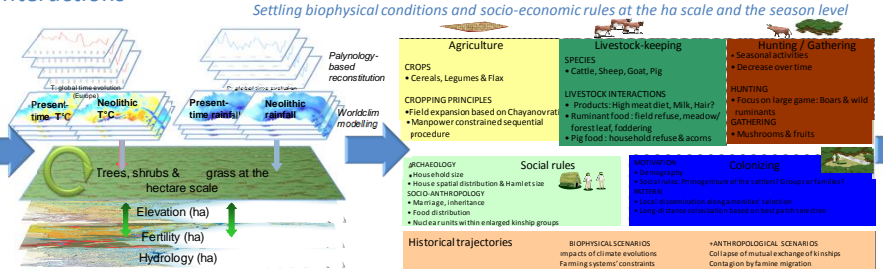 Settling biophysical conditions and socio-economic rules at the ha scale and the season level
Palynology-
based
reconstitution
T: global time evolution
(Europe)
Present-
time T°C
Neolithic
T°C
Present-
time rainfall
Neolithic
rainfall
Worldclim
modelling
Trees, shrubs & grass at the
hectare scale
Elevation (ha)
Fertility (ha)
Hydrology (ha)
Agriculture
CROPS
• Cereals, Legumes & Flax
CROPPING PRINCIPLES
•Field expansion based on Chayanov rati
• Manpower constrained sequential
procedure
Livestock-keeping
SPECIES
• Cattle, Sheep, Goat, Pig
LIVESTOCK INTERACTIONS
• Products: High meat diet, Milk, Hair?
• Ruminant food : field refuse, meadow/
forest leaf, foddering
• Pig food : household refuse & acorns
Hunting / Gathering
• Seasonal activities
• Decrease over time
HUNTING
• Focus on large game: Boars & wild
ruminants
GATHERING
• Mushrooms & fruits
Social rules
ARCHAEOLOGY
• Household size
• House spatial distribution & Hamlet size
SOCIO-ANTHROPOLOGY
• Marriage, inheritance
• Food distribution
• Nuclear units within enlarged kinship groups
Colonizing
MOTIVATION
• Demography
Historical trajectories
BIOPHYSICAL SCENARIOS
Impacts of climate evolutions
Farming systems' constraints
+ANTHROPOLOGICAL SCENARIOS
Collapse of mutual exchange of kinships
Contagion by famine migration